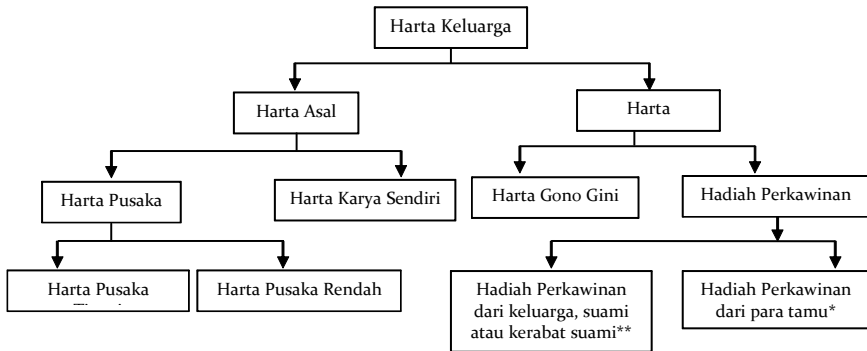 Harta Keluarga
Harta Asal
Harta
Harta Pusaka
Harta Karya Sendiri
Harta Gono Gini
Hadiah Perkawinan
Harta Pusaka
Harta Pusaka Rendah
Hadiah Perkawinan
dari keluarga, suami
atau kerabat suami**
Hadiah Perkawinan
dari para tamu*